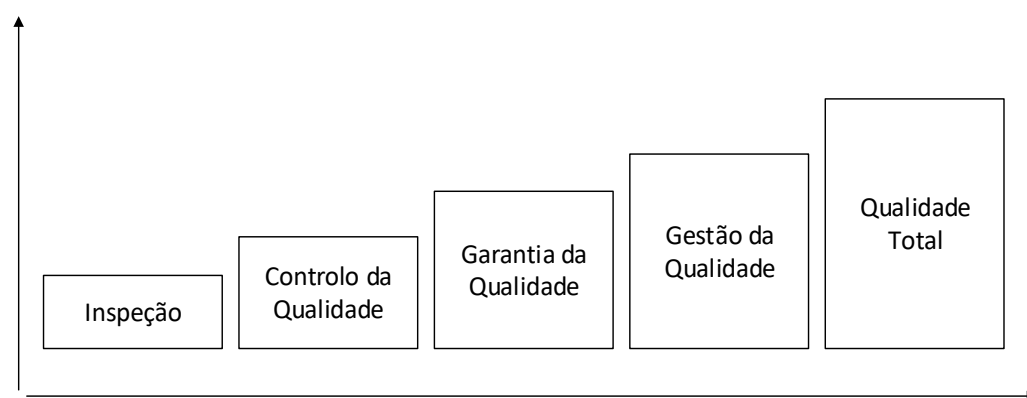 Inspeção
Controlo da
Qualidade
Garantia da
Qualidade
Gestão da
Qualidade
Qualidade
Total